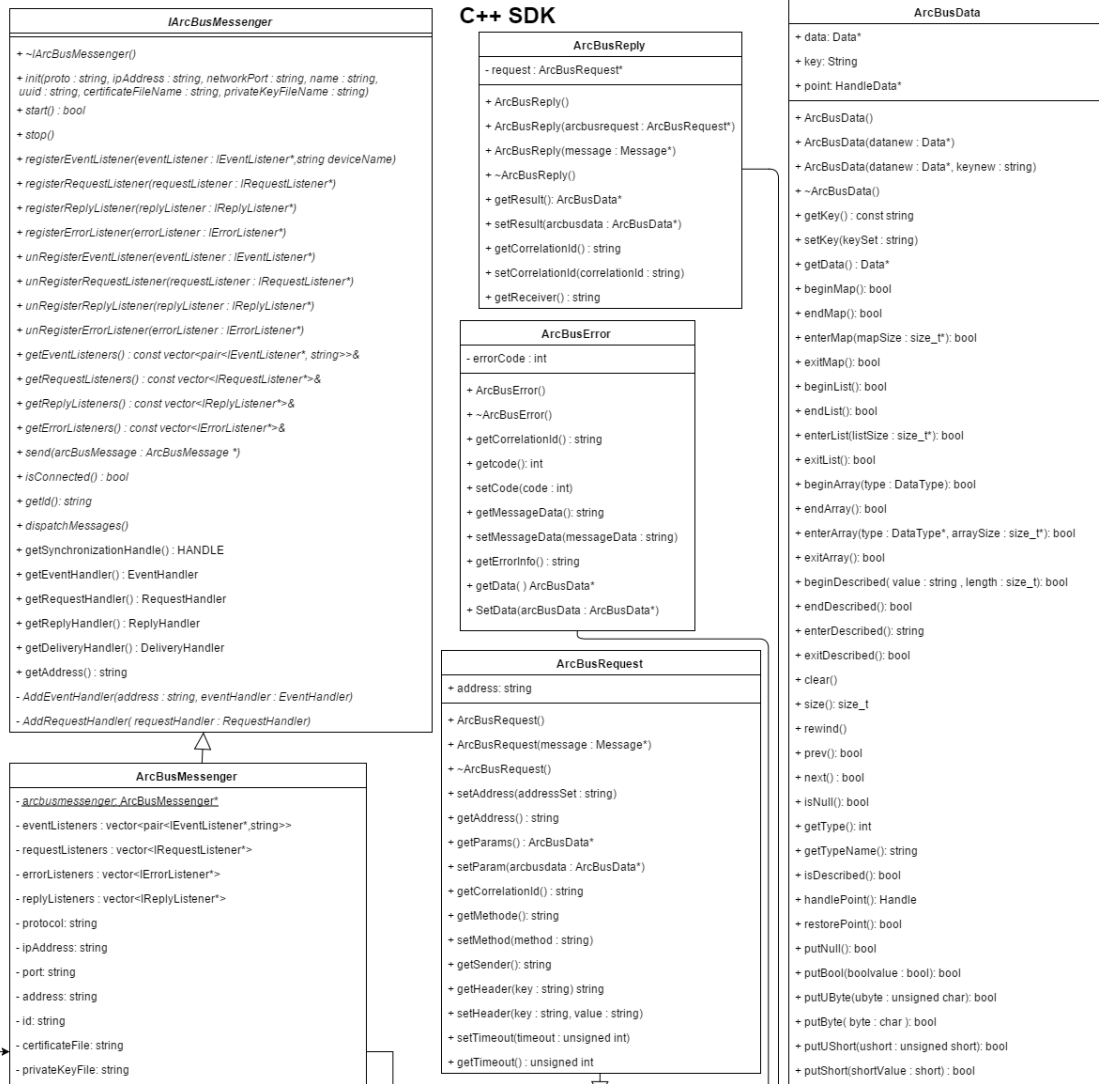 IArcBusMessenger
+ ~IArcBusMessenger()
+ init(proto : string, ipAddress : string, networkPort : string, name : string,
uuid : string, certificateFileName : string, privateKeyFileName : string)
+ start() : bool
+ stop()
+ registerEventListener(eventListener : IEventListener*,string deviceName)
+ registerRequestListener(requestListener : IRequestListener*)
+ registerReplyListener(replyListener : IReplyListener*)
+ registerErrorListener(errorListener : IErrorListener*)
+ unRegisterEventListener(eventListener : IEventListener*)
+ unRegisterRequestListener(requestListener : IRequestListener*)
+ unRegisterReplyListener(replyListener : IReplyListener*)
+ unRegisterErrorListener(errorListener : IErrorListener*)
+ getEventListeners() : const vector<pair<IEventListener*, string>>&
+ getRequestListeners() : const vector<IRequestListener*>&
+ getReplyListeners() : const vector<IReplyListener*>&
+ getErrorListeners() : const vector<IErrorListener*>&
+ send(arcBusMessage : ArcBusMessage *)
+ isConnected() : bool
+ getId(): string
+ dispatchMessages()
+ getSynchronizationHandle() : HANDLE
+ getEventHandler() : EventHandler
+ getRequestHandler() : RequestHandler
+ getReplyHandler() : ReplyHandler
+ getDeliveryHandler() : DeliveryHandler
+ getAddress() : string
- AddEventHandler(address : string, eventHandler : EventHandler)
- AddRequestHandler( requestHandler : RequestHandler)
ArcBusMessenger
- arcbusmessenger: ArcBusMessenger*
- eventListeners : vector<pair<IEventListener*,string>>
- requestListeners : vector<IRequestListener*>
- errorListeners : vector<IErrorListener*>
- replyListeners : vector<IReplyListener*>
- protocol: string
- ipAddress: string
- port: string
- address: string
- id: string
- certificateFile: string
- privateKeyFile: string
C++ SDK
ArcBusReply
- request : ArcBusRequest*
+ ArcBusReply()
+ ArcBusReply(arcbusrequest : ArcBusRequest*)
+ ArcBusReply(message : Message*)
+ ~ArcBusReply()
+ getResult(): ArcBusData*
+ setResult(arcbusdata : ArcBusData*)
+ getCorrelationId() : string
+ setCorrelationId(correlationId : string)
+ getReceiver() : string
ArcBusError
- errorCode : int
+ ArcBusError()
+ ~ArcBusError()
+ getCorrelationId() : string
+ getcode(): int
+ setCode(code : int)
+ getMessageData(): string
+ setMessageData(messageData : string)
+ getErrorInfo() : string
+ getData( ) ArcBusData*
+ SetData(arcBusData : ArcBusData*)
ArcBusRequest
+ address: string
+ ArcBusRequest()
+ ArcBusRequest(message : Message*)
+ ~ArcBusRequest()
+ setAddress(addressSet : string)
+ getAddress() : string
+ getParams() : ArcBusData*
+ setParam(arcbusdata : ArcBusData*)
+ getCorrelationId() : string
+ getMethode(): string
+ setMethod(method : string)
+ getSender(): string
+ getHeader(key : string) string
+ setHeader(key : string, value : string)
+ setTimeout(timeout : unsigned int)
+ getTimeout() : unsigned int
ArcBusData
+ data: Data*
+ key: String
+ point: HandleData*
+ ArcBusData()
+ ArcBusData(datanew : Data*)
+ ArcBusData(datanew : Data*, keynew : string)
+ ~ArcBusData()
+ getKey() : const string
+ setKey(keySet : string)
+ getData() : Data*
+ beginMap(): bool
+ endMap(): bool
+ enterMap(mapSize : size_t*): bool
+ exitMap(): bool
+ beginList(): bool
+ endList(): bool
+ enterList(listSize : size_t*): bool
+ exitList(): bool
+ beginArray(type : DataType): bool
+ endArray(): bool
+ enterArray(type : DataType*, arraySize : size_t*): bool
+ exitArray(): bool
+ beginDescribed( value : string , length : size_t): bool
+ endDescribed(): bool
+ enterDescribed(): string
+ exitDescribed(): bool
+ clear()
+ size(): size_t
+ rewind()
+ prev(): bool
+ next() : bool
+ isNull(): bool
+ getType(): int
+ getTypeName(): string
+ isDescribed(): bool
+ handlePoint(): Handle
+ restorePoint(): bool
+ putNull(): bool
+ putBool(boolvalue : bool): bool
+ putUByte(ubyte : unsigned char): bool
+ putByte( byte : char ): bool
+ putUShort(ushort : unsigned short): bool
+ putShort(shortValue : short) : bool